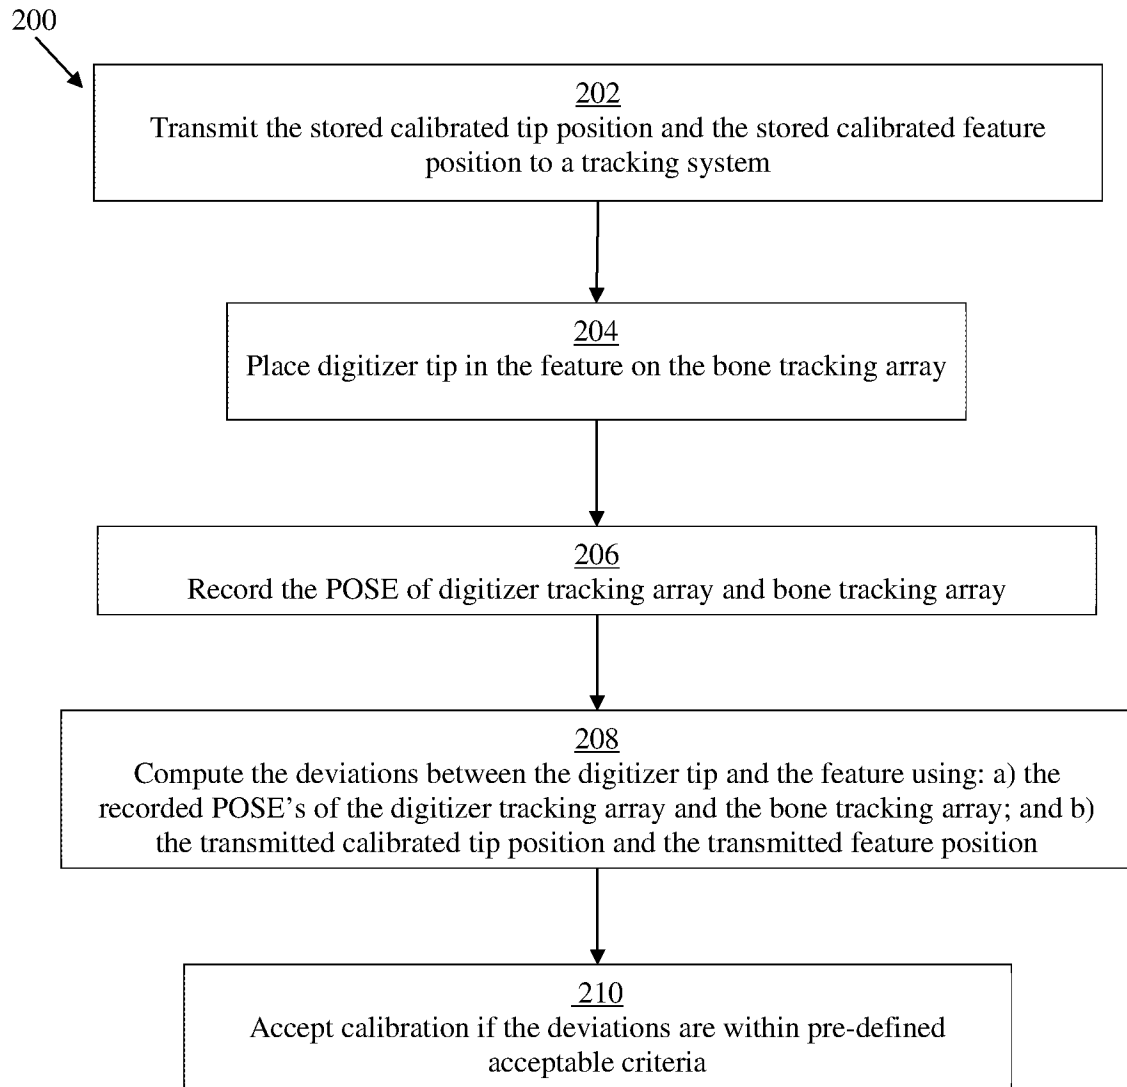 200
202
Transmit the stored calibrated tip position and the stored calibrated feature
position to a tracking system
204
Place digitizer tip in the feature on the bone tracking array
206
Record the POSE of digitizer tracking array and bone tracking array
208
Compute the deviations between the digitizer tip and the feature using: a) the
recorded POSE's of the digitizer tracking array and the bone tracking array; and b)
the transmitted calibrated tip position and the transmitted feature position
210
Accept calibration if the deviations are within pre-defined
acceptable criteria